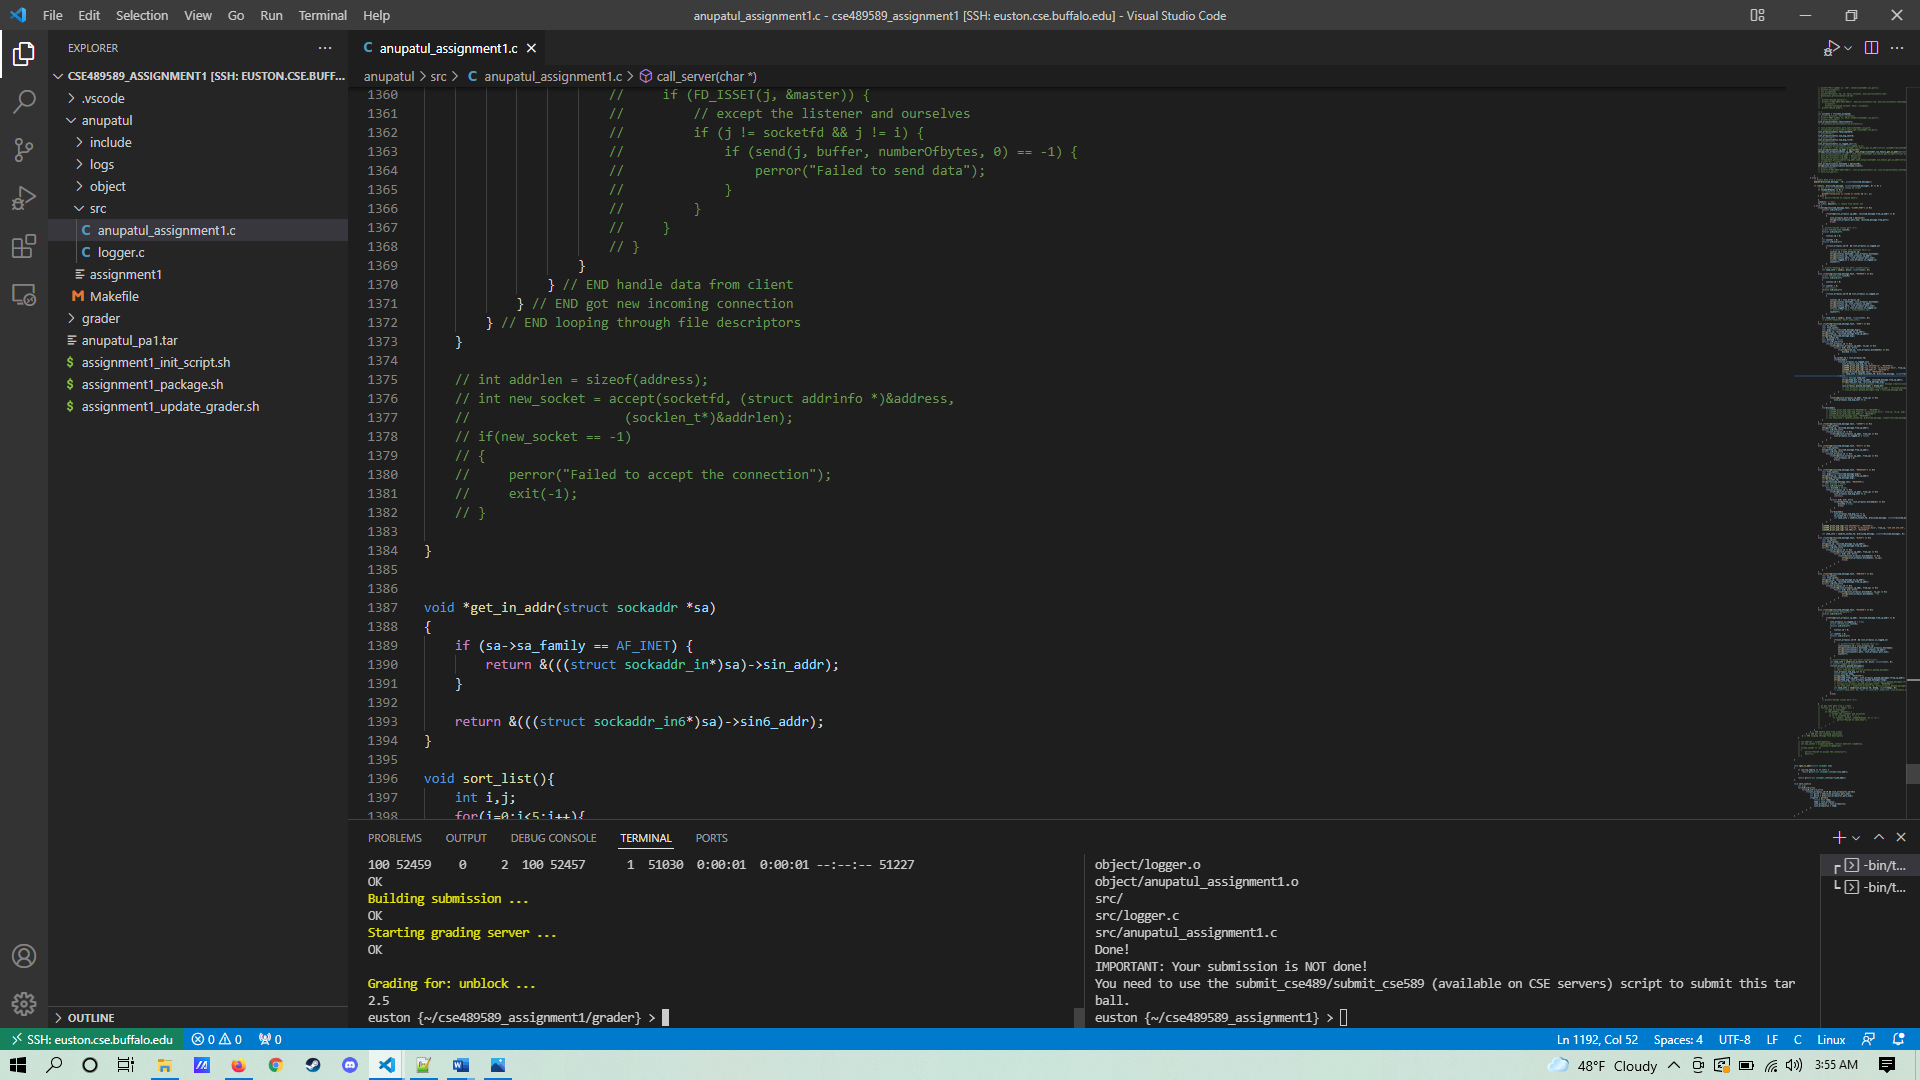 File Edit Selection View Go Run Terminal Help
anupatul_assignment1.c - cse489589_assignment1 [SSH: euston.cse.buffalo.edu] - Visual Studio Code
EXPLORER
CSE489589_ASSIGNMENT1 [SSH: EUSTON.CSE.BUFF...
.vscode
anupatul
include
logs
object
src
C anupatul_assignment1.c
C logger.c
assignment1
M Makefile
grader
anupatul_pa1.tar
$ assignment1_init_script.sh
$ assignment1_package.sh
$ assignment1_update_grader.sh
OUTLINE
C anupatul_assignment1.c
anupatul > src > C anupatul_assignment1.c > call_server(char *)
1360 //     if (FD_ISSET(j, &master)) {
1361 //         // except the listener and ourselves
1362 //         if (j != socketfd && j != i) {
1363 //             if (send(j, buffer, numberOfbytes, 0) == -1) {
1364 //                 perror("Failed to send data");
1365 //             }
1366 //         }
1367 //     }
1368 // }
1369 }
1370 } // END handle data from client
1371 } // END got new incoming connection
1372 } // END looping through file descriptors
1373 }
1374
1375 // int addrlen = sizeof(address);
1376 // int new_socket = accept(socketfd, (struct addrinfo *)&address,
1377 //                    (socklen_t*)&addrlen);
1378 // if(new_socket == -1)
1379 // {
1380 //     perror("Failed to accept the connection");
1381 //     exit(-1);
1382 // }
1383
1384 }
1385
1386
1387 void *get_in_addr(struct sockaddr *sa)
1388 {
1389     if (sa->sa_family == AF_INET) {
1390         return &(((struct sockaddr_in*)sa)->sin_addr);
1391     }
1392
1393     return &(((struct sockaddr_in6*)sa)->sin6_addr);
1394 }
1395
1396 void sort_list(){
1397     int i,j;
1398     for(i=0;i<5;i++){
PROBLEMS OUTPUT DEBUG CONSOLE TERMINAL PORTS
100 52459    0     2  100 52457     1  51030  0:00:01  0:00:01 --:--:-- 51227
OK
Building submission ...
OK
Starting grading server ...
OK
Grading for: unblock ...
2.5
euston {~/cse489589_assignment1/grader} >
object/logger.o
object/anupatul_assignment1.o
src/
src/logger.c
src/anupatul_assignment1.c
Done!
IMPORTANT: Your submission is NOT done!
You need to use the submit_cse489/submit_cse589 (available on CSE servers) script to submit this tar
ball.
euston {~/cse489589_assignment1} >
-bin/t...
-bin/t...
SSH: euston.cse.buffalo.edu 0 0 0
Ln 1192, Col 52 Spaces: 4 UTF-8 LF C Linux
48°F Cloudy 3:55 AM